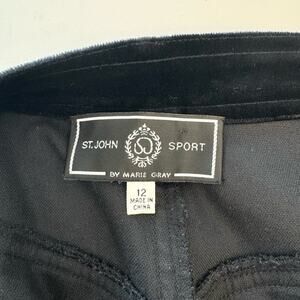 ST. JOHN SPORT
BY MARIE GRAY
12
MADE IN
CHINA